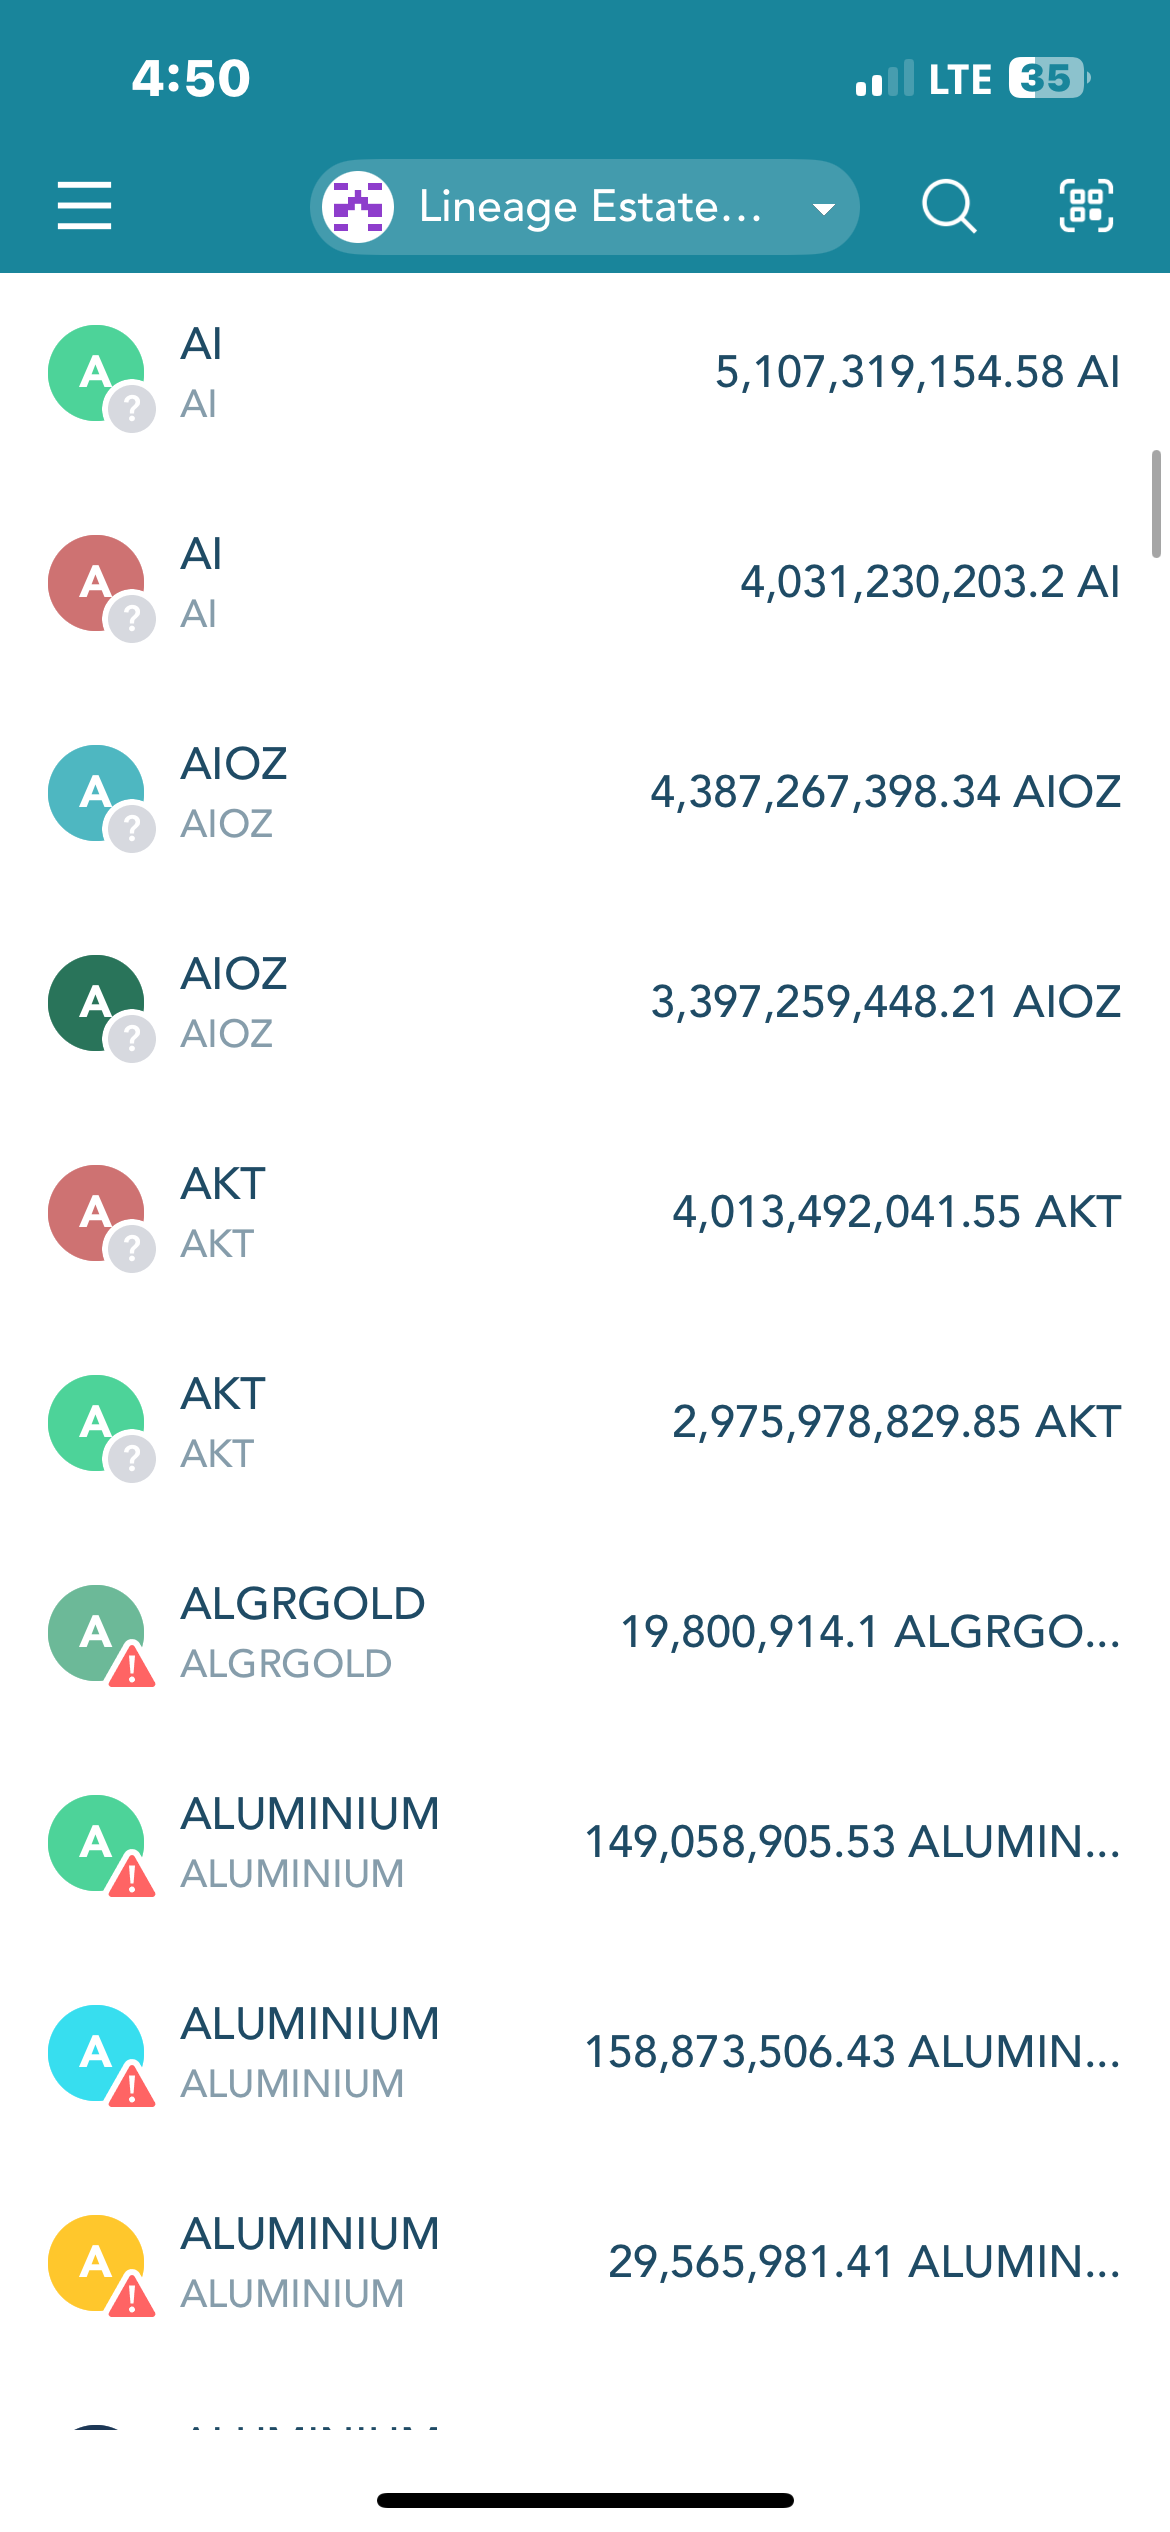 4:50
LTE 35
Lineage Estate...
A
AI
AI
5,107,319,154.58 AI
?
A
AI
AI
4,031,230,203.2 AI
?
A
AIOZ
AIOZ
4,387,267,398.34 AIOZ
?
A
AIOZ
AIOZ
3,397,259,448.21 AIOZ
?
A
AKT
AKT
4,013,492,041.55 AKT
?
A
AKT
AKT
2,975,978,829.85 AKT
?
A
ALGRGOLD
ALGRGOLD
19,800,914.1 ALGRGO...
!
A
ALUMINIUM
ALUMINIUM
149,058,905.53 ALUMIN...
!
A
ALUMINIUM
ALUMINIUM
158,873,506.43 ALUMIN...
!
A
ALUMINIUM
ALUMINIUM
29,565,981.41 ALUMIN...
!